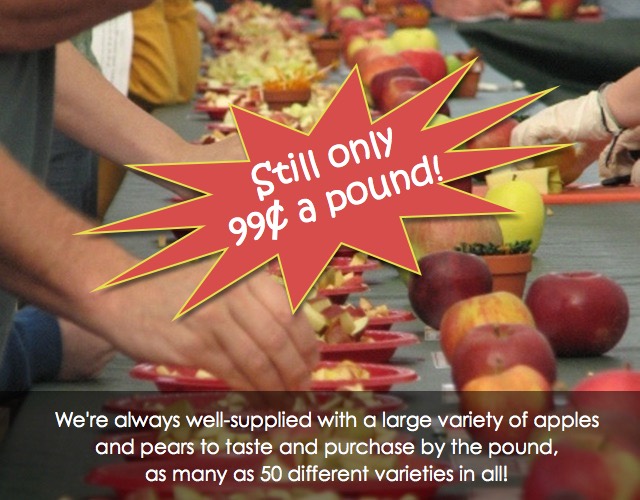 Still only
99¢ a pound!
We're always well-supplied with a large variety of apples
and pears to taste and purchase by the pound,
as many as 50 different varieties in all!